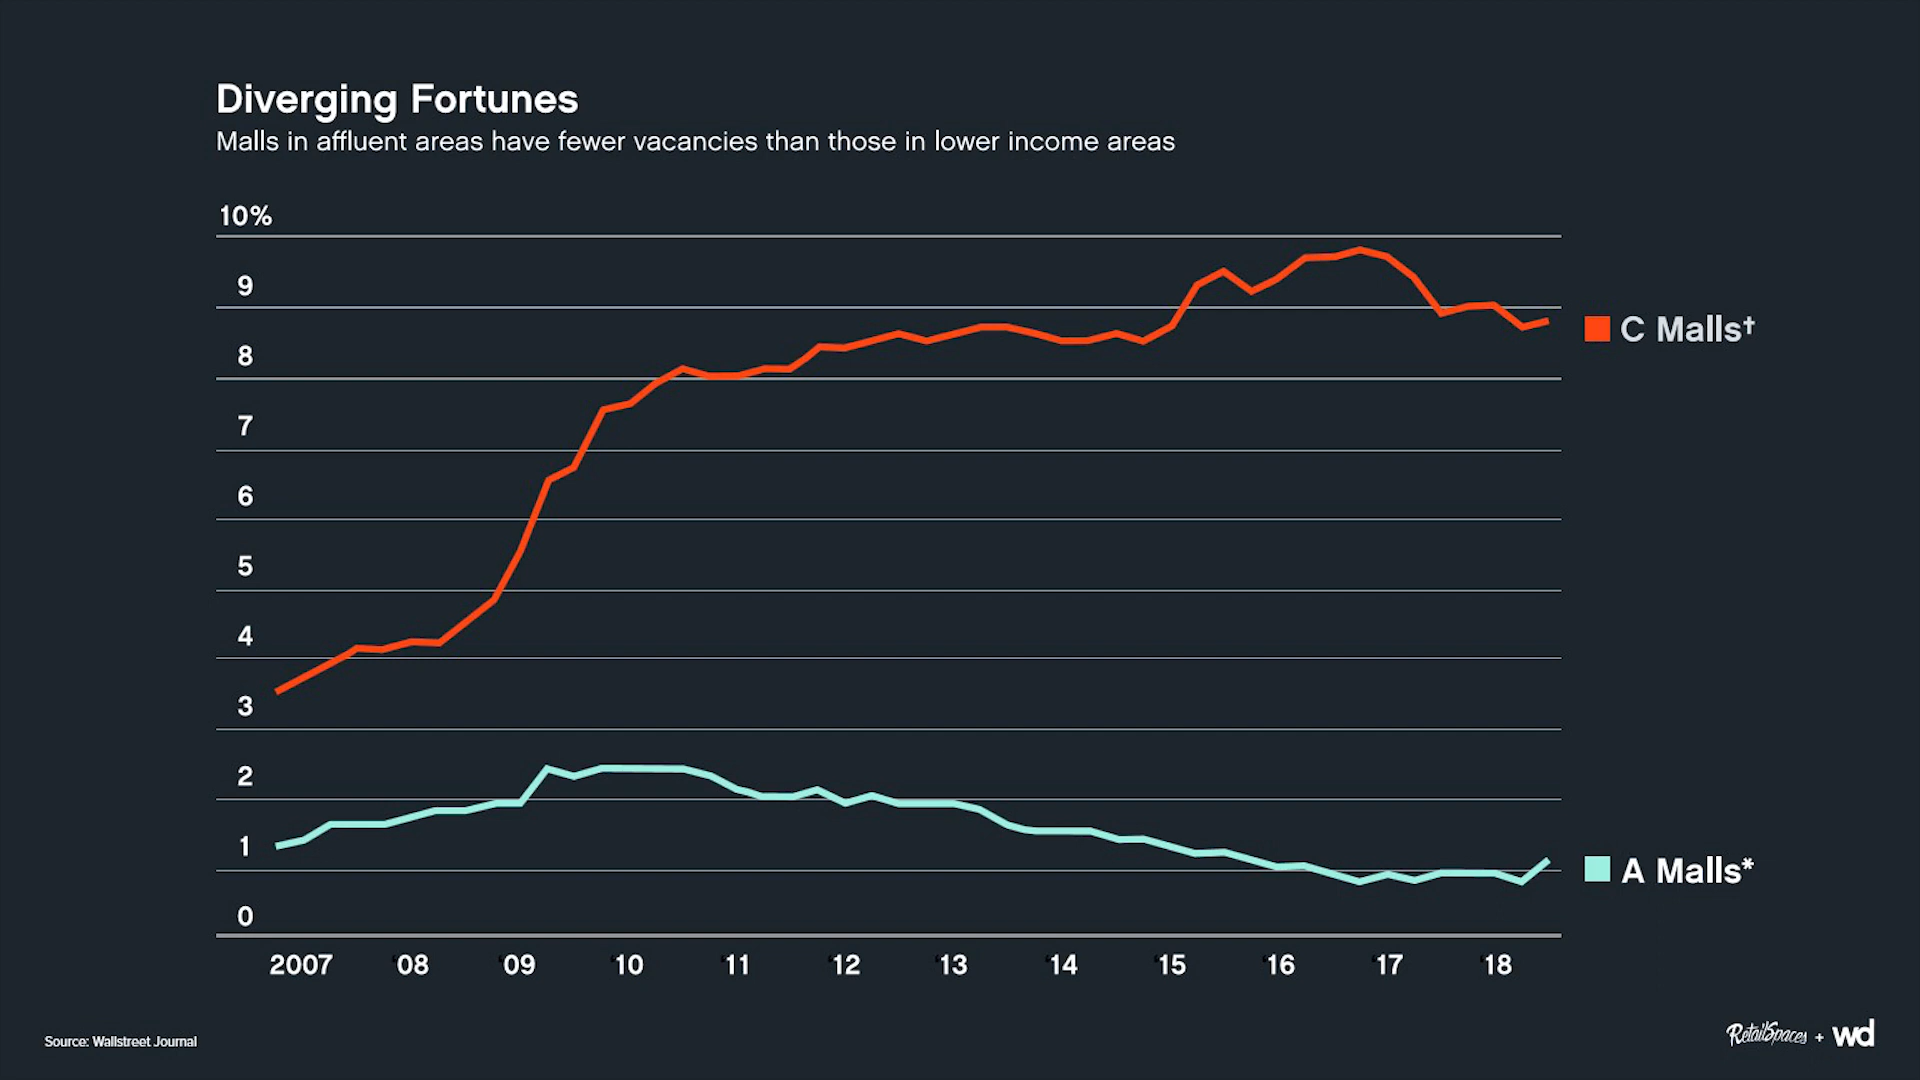 Diverging Fortunes
Malls in affluent areas have fewer vacancies than those in lower income areas
10%
9
8
7
6
5
4
3
2
1
0
C Malls†
A Malls*
2007 '08 '09 '10 '11 '12 '13 '14 '15 '16 '17 '18
Source: Wallstreet Journal
RetailSpaces + wd